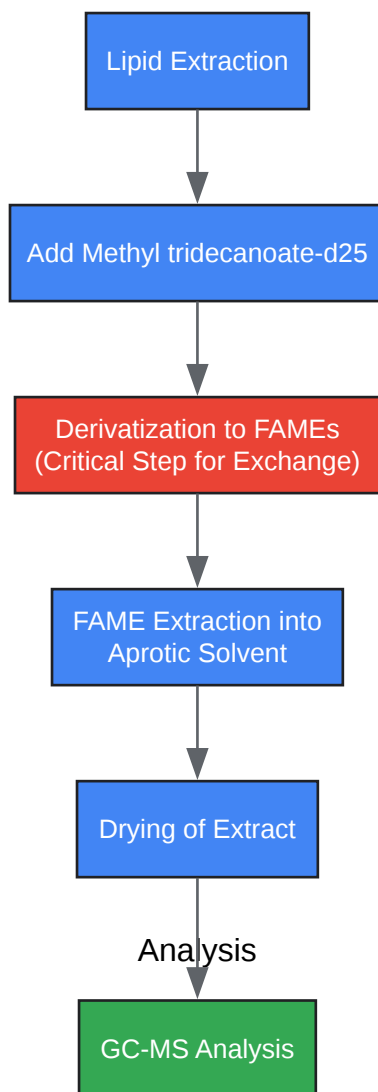 Lipid Extraction
Add Methyl tridecanoate-d25
Derivatization to FAMEs
(Critical Step for Exchange)
FAME Extraction into
Aprotic Solvent
Drying of Extract
Analysis
GC-MS Analysis